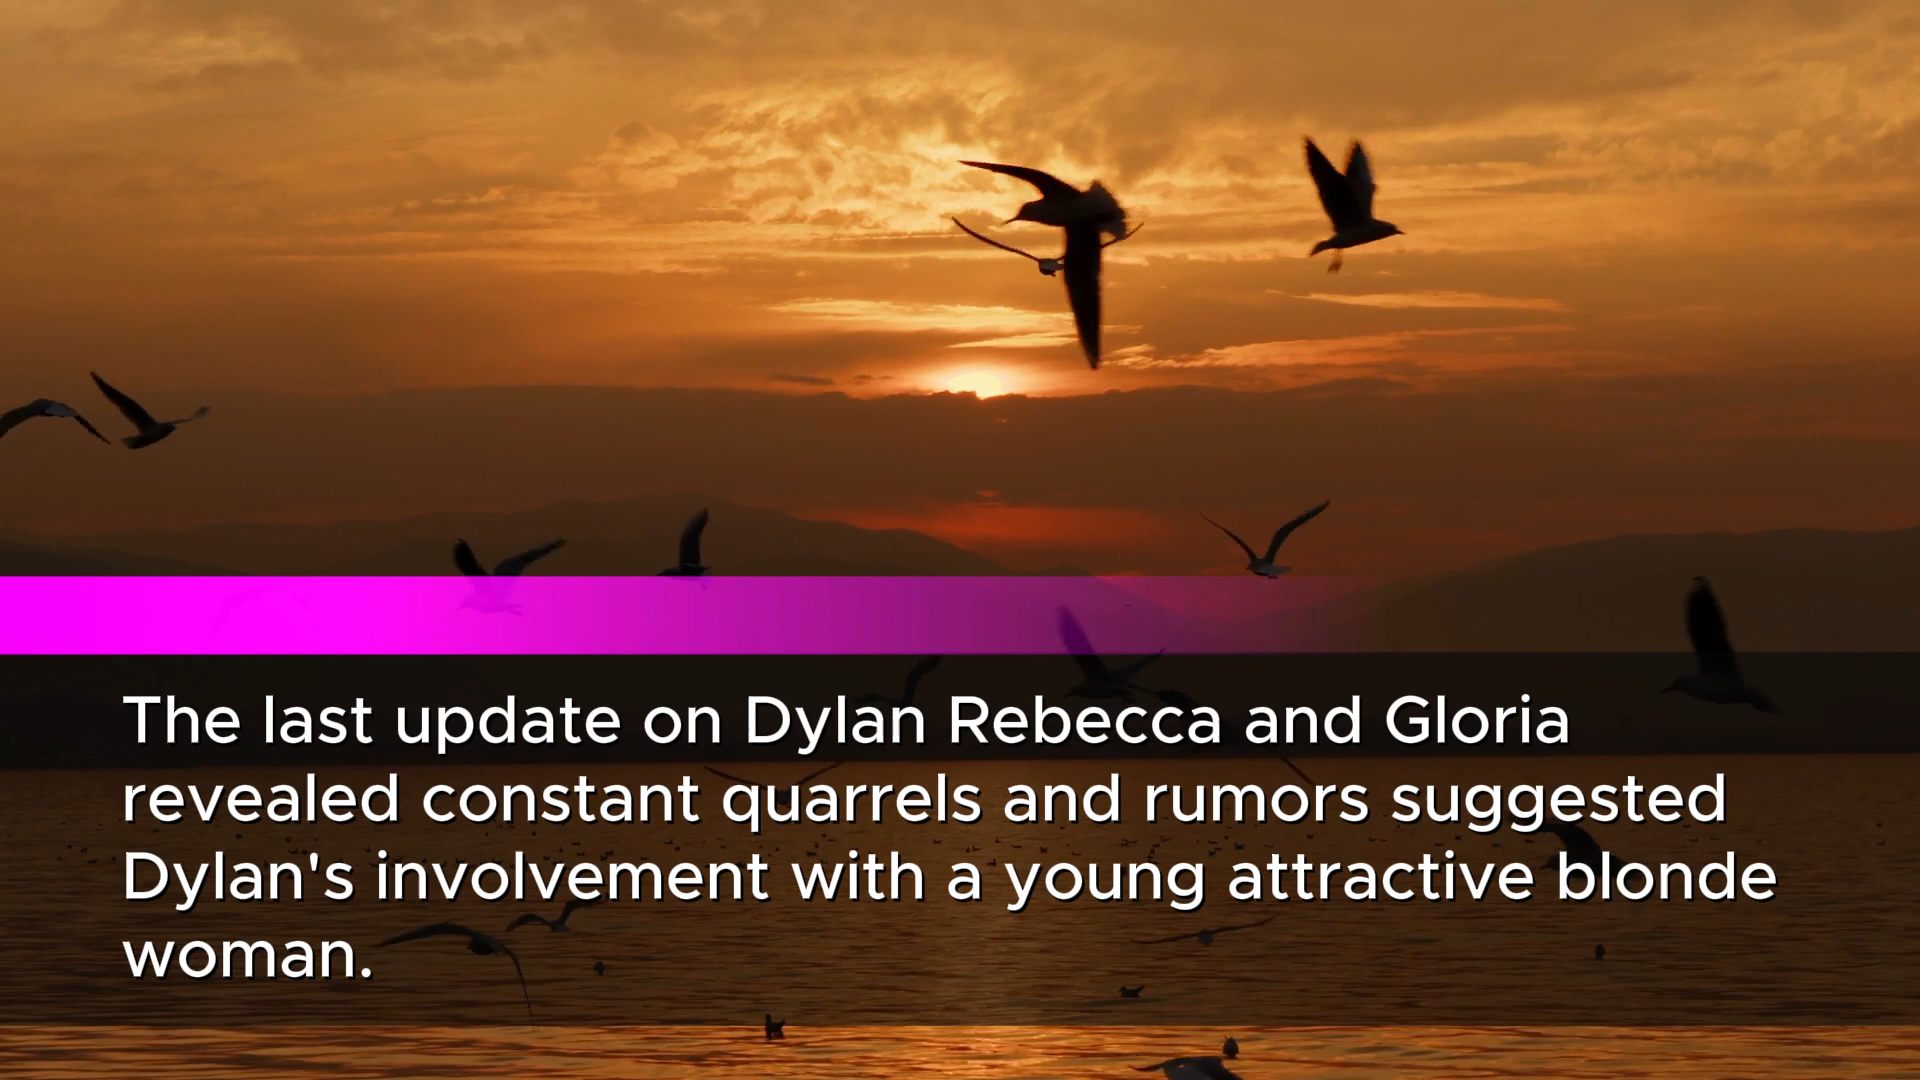 The last update on Dylan Rebecca and Gloria
revealed constant quarrels and rumors suggested
Dylan's involvement with a young attractive blonde
woman.